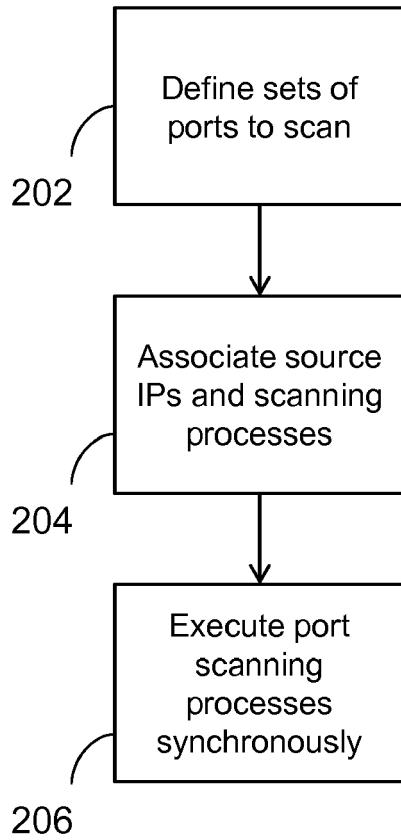 Define sets of
ports to scan
202
Associate source
IPs and scanning
processes
204
Execute port
scanning
processes
synchronously
206